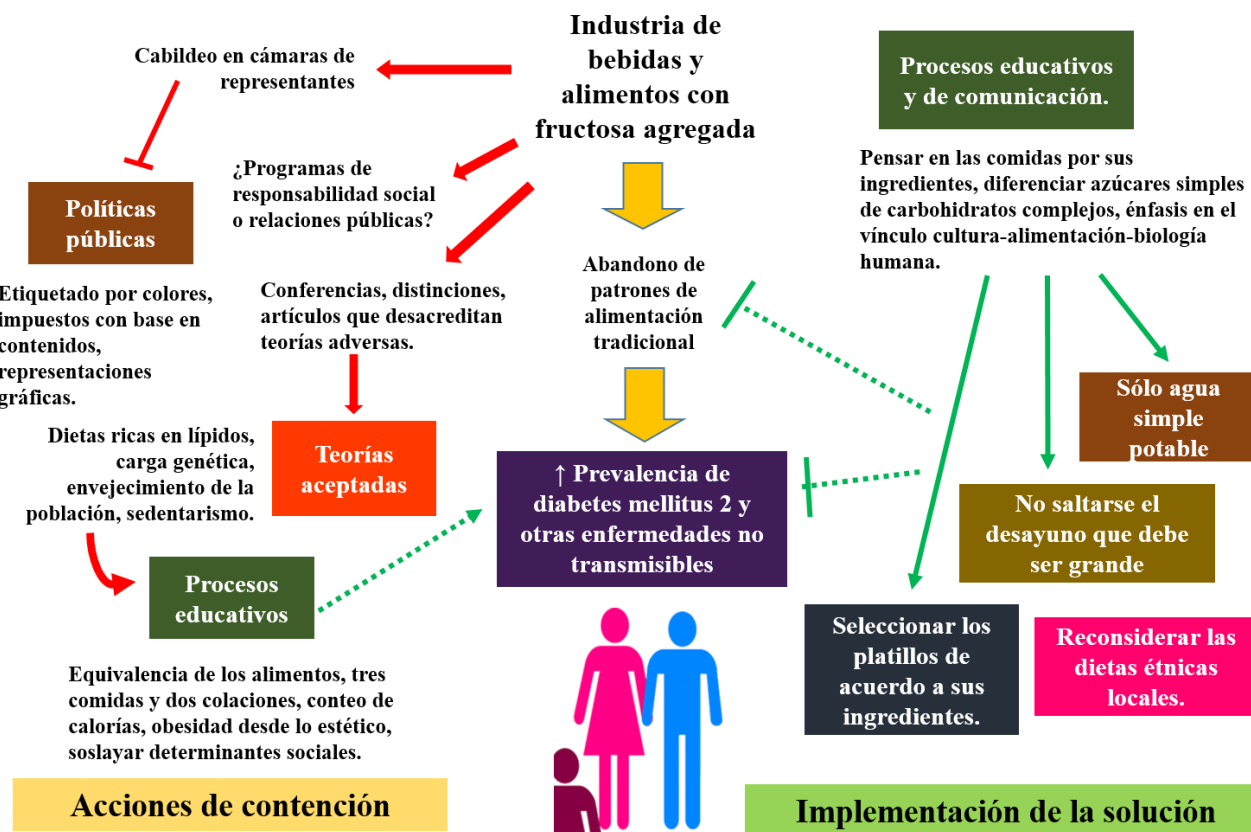 Industria de
bebidas y
alimentos con
fructosa agregada
Cabildeo en cámaras de
representantes
¿Programas de
responsabilidad social
o relaciones públicas?
Políticas
públicas
Etiquetado por colores,
impuestos con base en
contenidos,
representaciones
gráficas.
Conferencias, distinciones,
artículos que desacreditan
teorías adversas.
Dietas ricas en lípidos,
carga genética,
envejecimiento de la
población, sedentarismo.
Teorías
aceptadas
Procesos
educativos
Equivalencia de los alimentos, tres
comidas y dos colaciones, conteo de
calorías, obesidad desde lo estético,
soslayar determinantes sociales.
Acciones de contención
Abandono de
patrones de
alimentación
tradicional
↑ Prevalencia de
diabetes mellitus 2 y
otras enfermedades no
transmisibles
Procesos educativos
y de comunicación.
Pensar en las comidas por sus
ingredientes, diferenciar azúcares simples
de carbohidratos complejos, énfasis en el
vínculo cultura-alimentación-biología
humana.
Sólo agua
simple
potable
No saltarse el
desayuno que debe
ser grande
Seleccionar los
platillos de
acuerdo a sus
ingredientes.
Reconsiderar las
dietas étnicas
locales.
Implementación de la solución